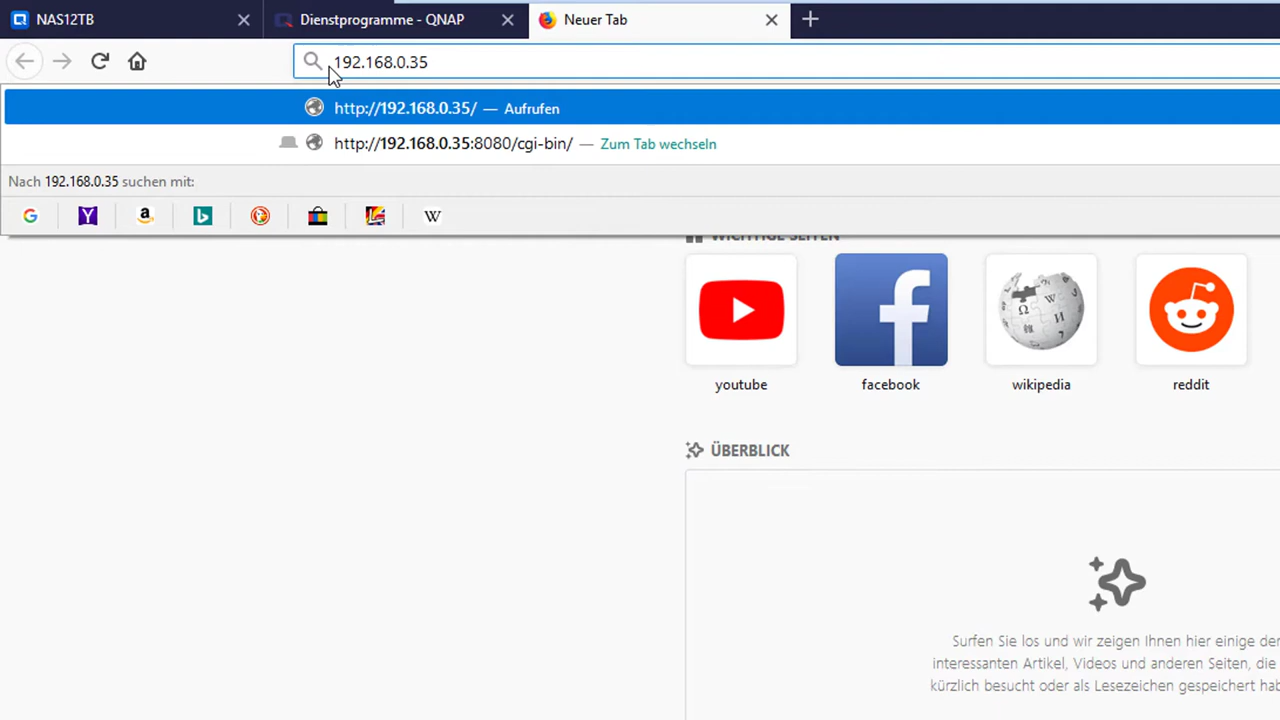 NAS12TB
Dienstprogramme - QNAP
Neuer Tab
192.168.0.35
http://192.168.0.35/ — Aufrufen
http://192.168.0.35:8080/cgi-bin/ — Zum Tab wechseln
Nach 192.168.0.35 suchen mit:
WICHTIGE SEITEN
youtube
facebook
wikipedia
reddit
ÜBERBLICK
Surfen Sie los und wir zeigen Ihnen hier einige der
interessanten Artikel, Videos und anderen Seiten, die
kürzlich besucht oder als Lesezeichen gespeichert hab